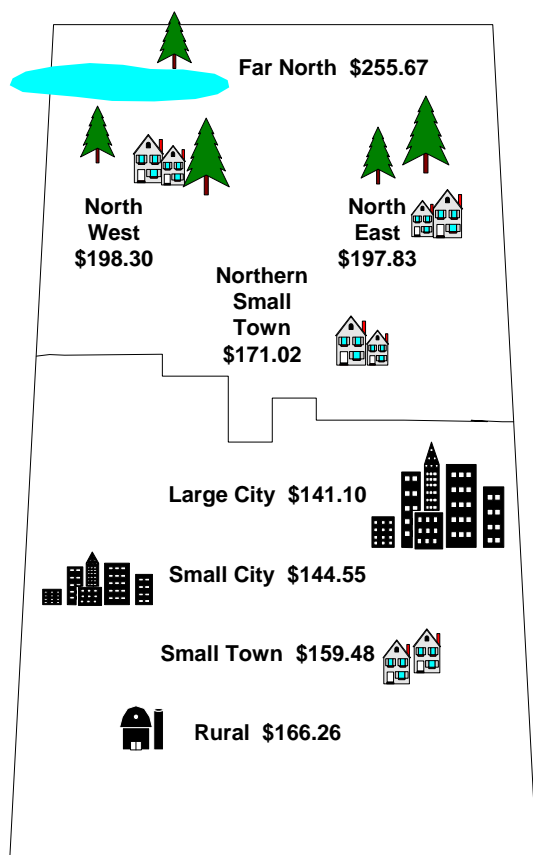 Far North $255.67
North
West
$198.30
North
East
$197.83
Northern
Small
Town
$171.02
Large City $141.10
Small City $144.55
Small Town $159.48
Rural $166.26